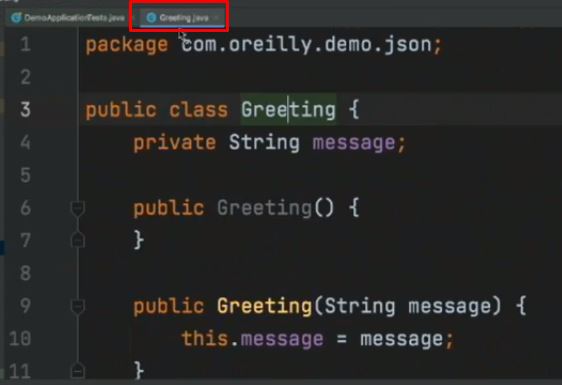 DemoApplicationTests.java Greeting.java
1 package com.oreilly.demo.json;
2
3 public class Greeting {
4 private String message;
5
6 public Greeting() {
7 }
8
9 public Greeting(String message) {
10 this.message = message;
11 }